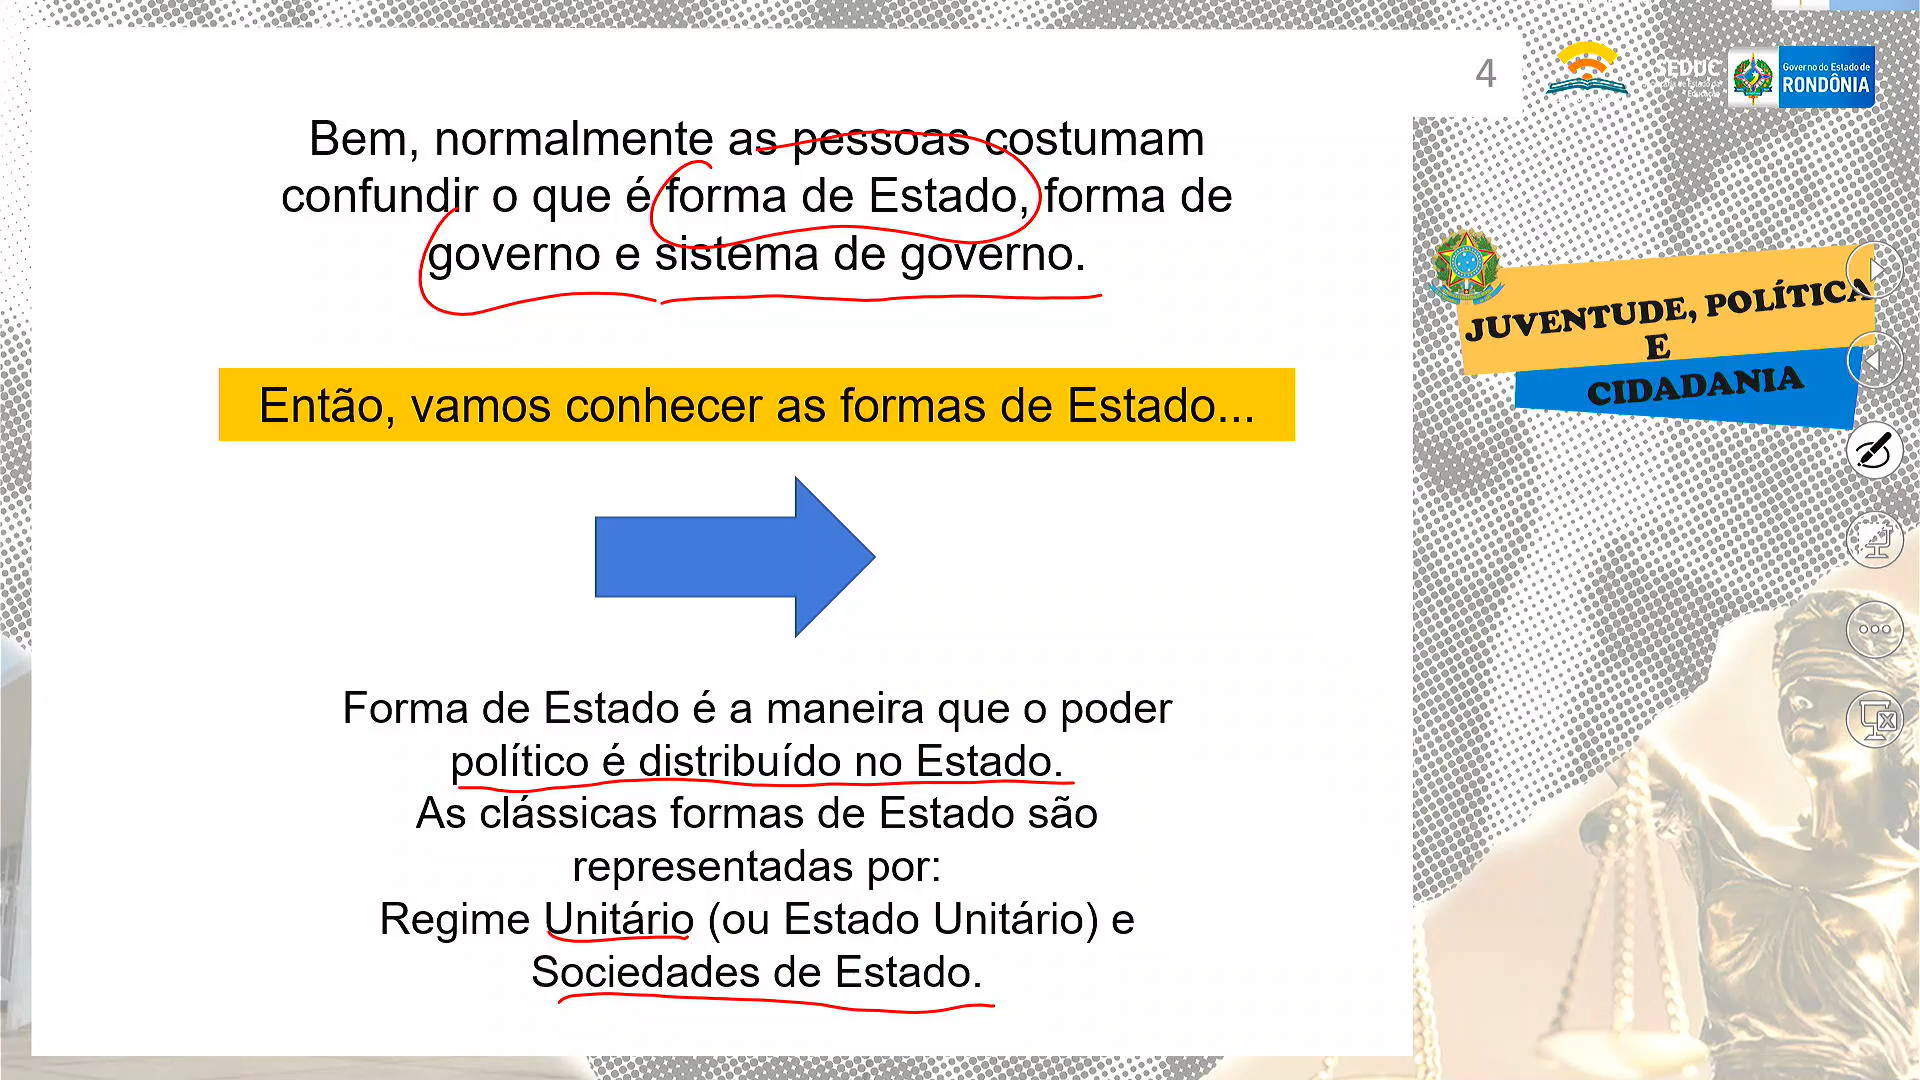 4
SEDUC
Governo do Estado de
RONDÔNIA
Bem, normalmente as pessoas costumam
confundir o que é forma de Estado, forma de
governo e sistema de governo.
JUVENTUDE, POLÍTICA
E
CIDADANIA
Então, vamos conhecer as formas de Estado...
Forma de Estado é a maneira que o poder
político é distribuído no Estado.
As clássicas formas de Estado são
representadas por:
Regime Unitário (ou Estado Unitário) e
Sociedades de Estado.